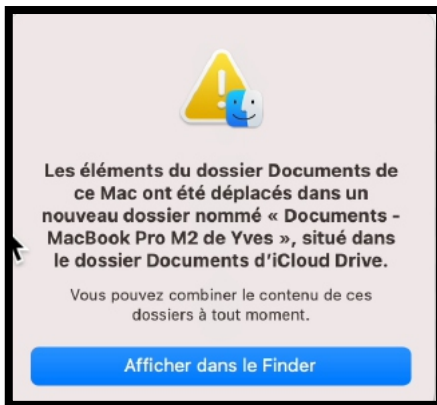 Les éléments du dossier Documents de
ce Mac ont été déplacés dans un
nouveau dossier nommé « Documents -
MacBook Pro M2 de Yves », situé dans
le dossier Documents d’iCloud Drive.
Vous pouvez combiner le contenu de ces
dossiers à tout moment.
Afficher dans le Finder